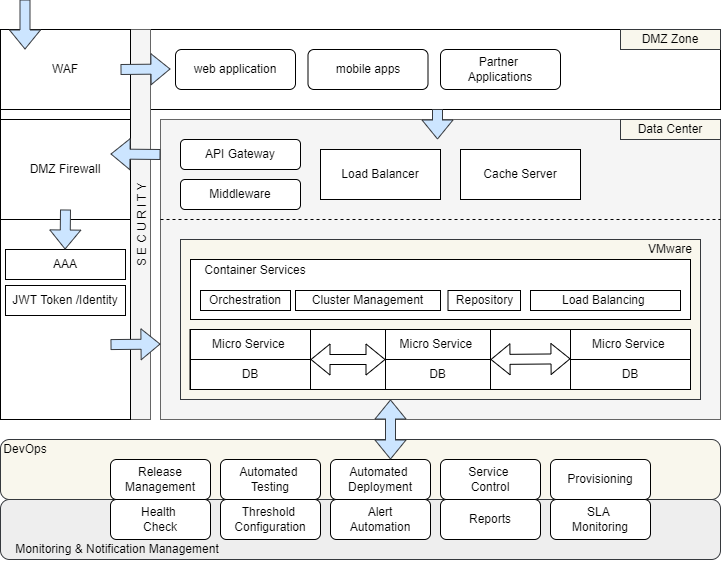 DMZ Zone
WAF
web application
mobile apps
Partner
Applications
Data Center
DMZ Firewall
API Gateway
Load Balancer
Cache Server
Middleware
SECURITY
VMware
AAA
Container Services
JWT Token /Identity
Orchestration
Cluster Management
Repository
Load Balancing
Micro Service
Micro Service
Micro Service
DB
DB
DB
DevOps
Release
Management
Automated
Testing
Automated
Deployment
Service
Control
Provisioning
Health
Check
Threshold
Configuration
Alert
Automation
Reports
SLA
Monitoring
Monitoring & Notification Management